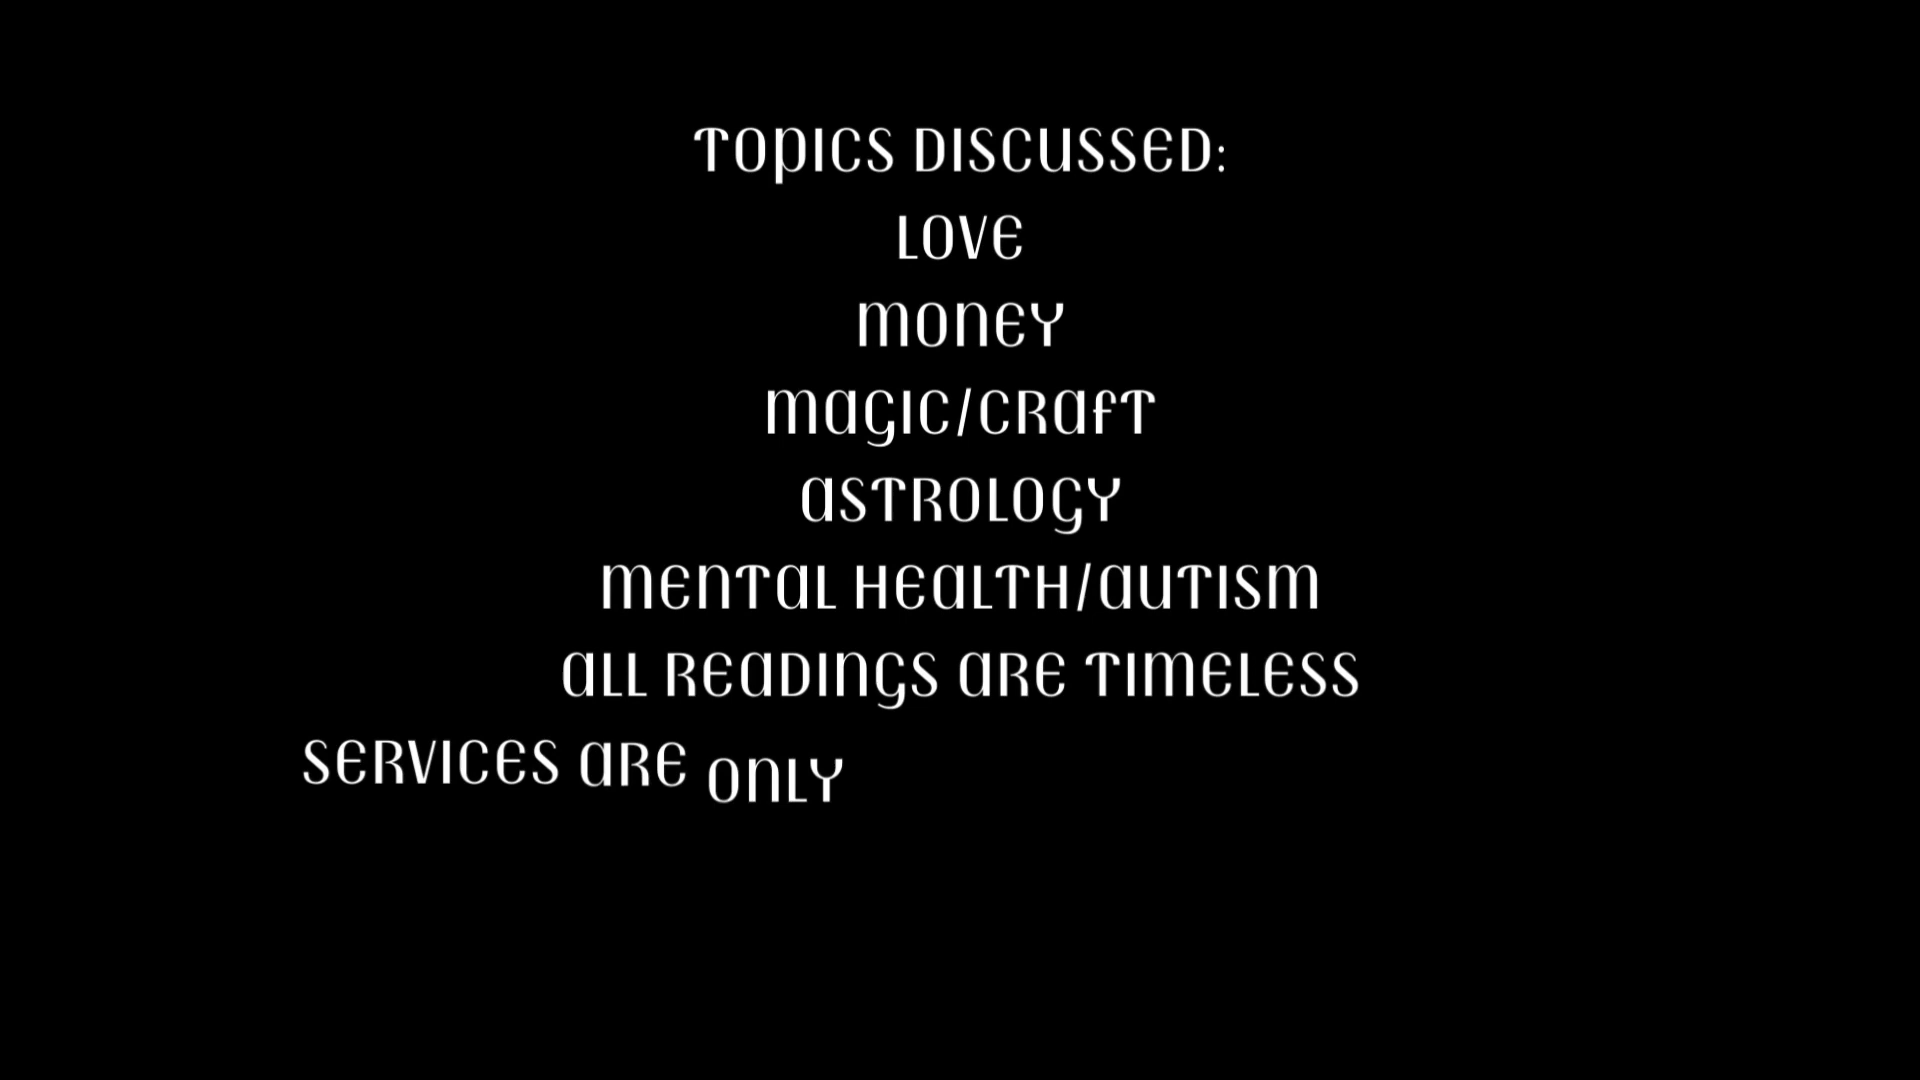 Topics Discussed:
Love
Money
Magic/Craft
Astrology
Mental Health/Autism
All Readings Are Timeless
Services Are Only